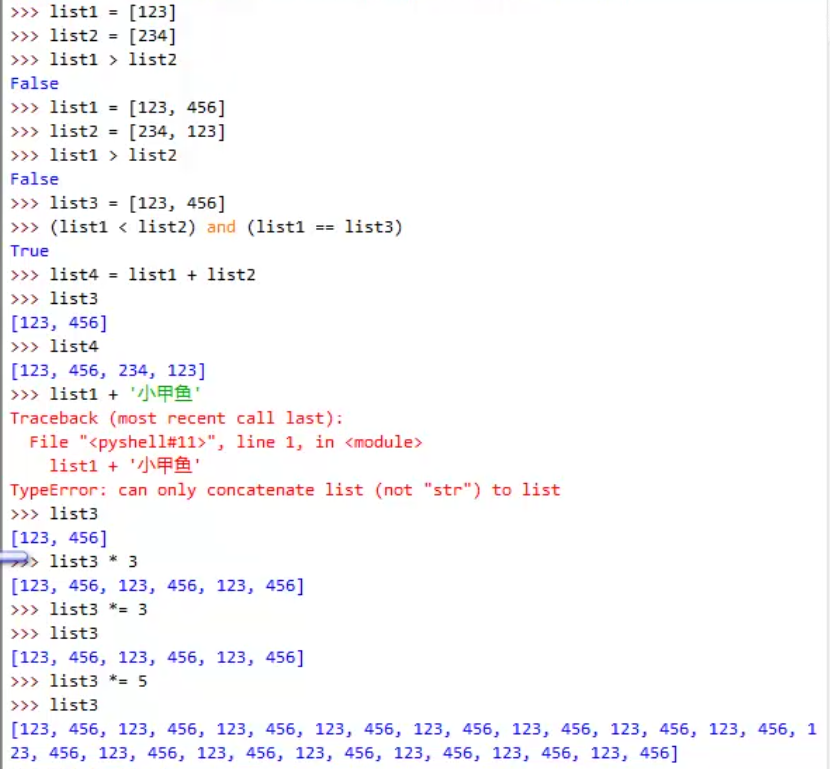 >>> list1 = [123]
>>> list2 = [234]
>>> list1 > list2
False
>>> list1 = [123, 456]
>>> list2 = [234, 123]
>>> list1 > list2
False
>>> list3 = [123, 456]
>>> (list1 < list2) and (list1 == list3)
True
>>> list4 = list1 + list2
>>> list3
[123, 456]
>>> list4
[123, 456, 234, 123]
>>> list1 + '小甲鱼'
Traceback (most recent call last):
  File "<pyshell#11>", line 1, in <module>
    list1 + '小甲鱼'
TypeError: can only concatenate list (not "str") to list
>>> list3
[123, 456]
>>> list3 * 3
[123, 456, 123, 456, 123, 456]
>>> list3 *= 3
>>> list3
[123, 456, 123, 456, 123, 456]
>>> list3 *= 5
>>> list3
[123, 456, 123, 456, 123, 456, 123, 456, 123, 456, 123, 456, 123, 456, 123, 456, 1
23, 456, 123, 456, 123, 456, 123, 456, 123, 456, 123, 456, 123, 456]